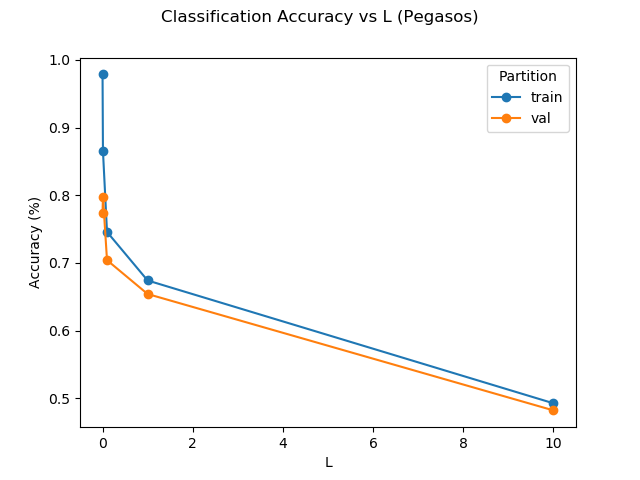 Classification Accuracy vs L (Pegasos)
Partition
train
val
Accuracy (%)
1.0
0.9
0.8
0.7
0.6
0.5
0 2 4 6 8 10
L